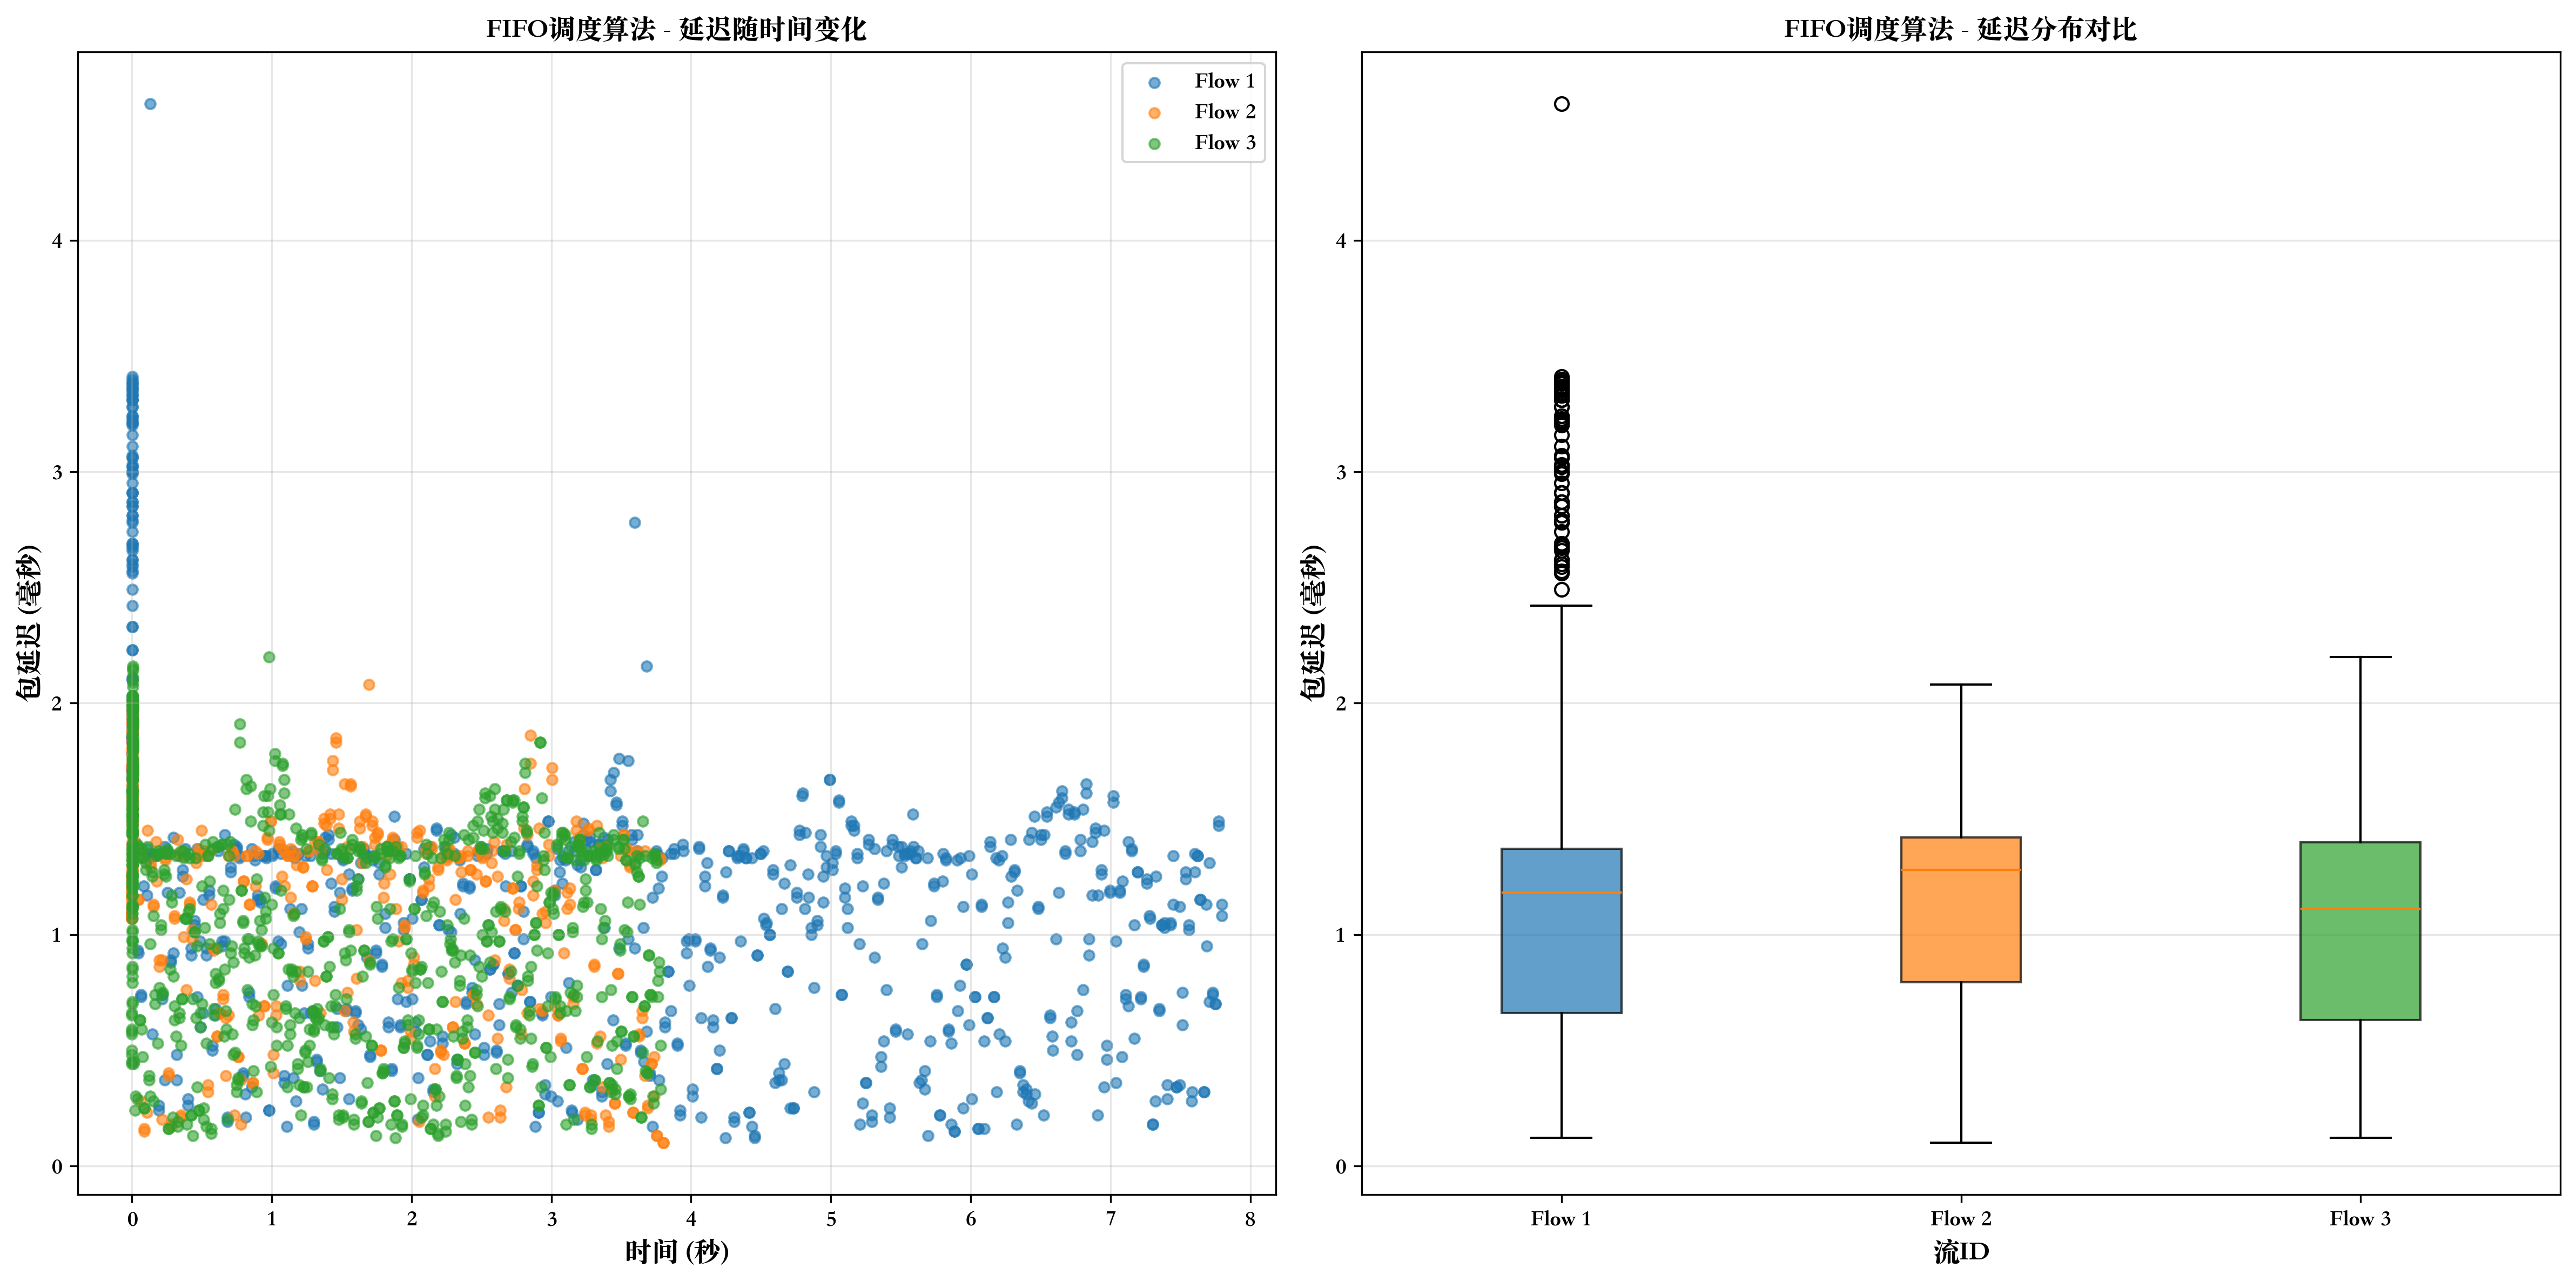 FIFO调度算法 - 延迟随时间变化
Flow 1
Flow 2
Flow 3
4
3
2
1
0
包延迟 (毫秒)
0 1 2 3 4 5 6 7 8
时间 (秒)
FIFO调度算法 - 延迟分布对比
4
3
2
1
0
包延迟 (毫秒)
Flow 1 Flow 2 Flow 3
流ID